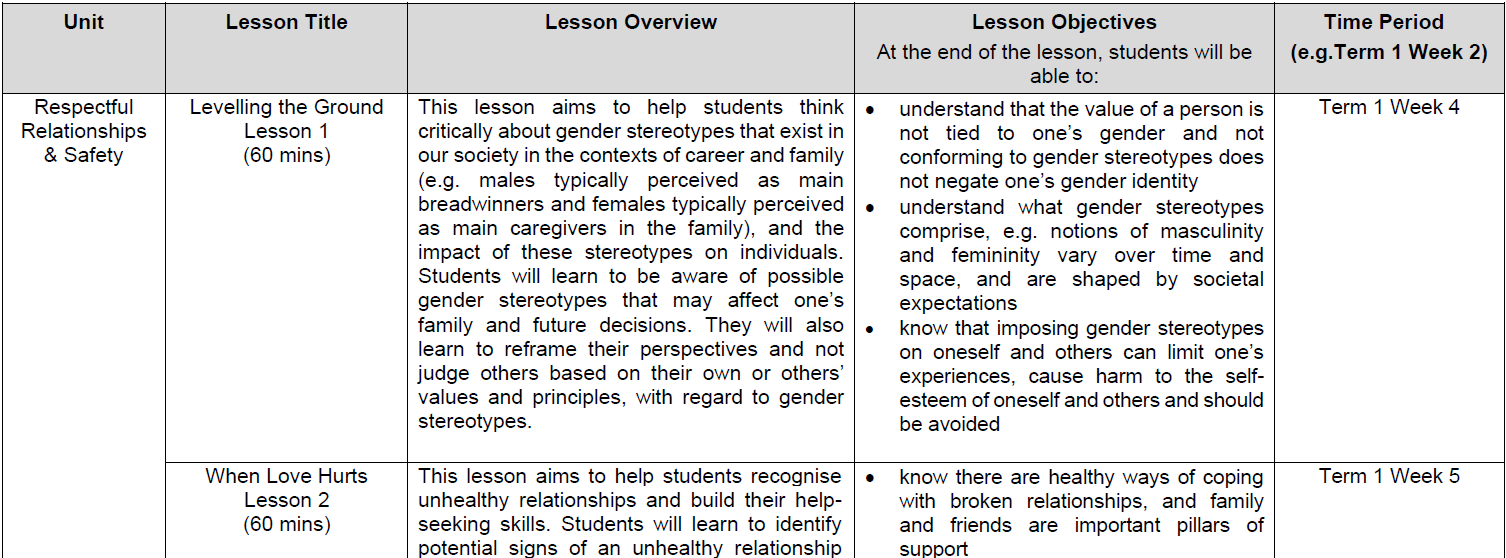 Unit
Lesson Title
Lesson Overview
Lesson Objectives
At the end of the lesson, students will be
able to:
Time Period
(e.g.Term 1 Week 2)
Respectful
Relationships
& Safety
Levelling the Ground
Lesson 1
(60 mins)
This lesson aims to help students think
critically about gender stereotypes that exist in
our society in the contexts of career and family
(e.g. males typically perceived as main
breadwinners and females typically perceived
as main caregivers in the family), and the
impact of these stereotypes on individuals.
Students will learn to be aware of possible
gender stereotypes that may affect one’s
family and future decisions. They will also
learn to reframe their perspectives and not
judge others based on their own or others’
values and principles, with regard to gender
stereotypes.
• understand that the value of a person is
not tied to one’s gender and not
conforming to gender stereotypes does
not negate one’s gender identity
• understand what gender stereotypes
comprise, e.g. notions of masculinity
and femininity vary over time and
space, and are shaped by societal
expectations
• know that imposing gender stereotypes
on oneself and others can limit one’s
experiences, cause harm to the self-
esteem of oneself and others and should
be avoided
Term 1 Week 4
When Love Hurts
Lesson 2
(60 mins)
This lesson aims to help students recognise
unhealthy relationships and build their help-
seeking skills. Students will learn to identify
potential signs of an unhealthy relationship
• know there are healthy ways of coping
with broken relationships, and family
and friends are important pillars of
support
Term 1 Week 5